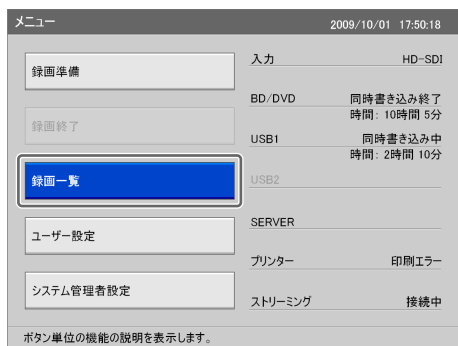 メニュー
2009/10/01 17:50:18
録画準備
録画終了
録画一覧
ユーザー設定
システム管理者設定
入力 HD-SDI
BD/DVD 同時書き込み終了
時間: 10時間 5分
USB1 同時書き込み中
時間: 2時間 10分
USB2
SERVER
プリンター 印刷エラー
ストリーミング 接続中
ボタン単位の機能の説明を表示します。